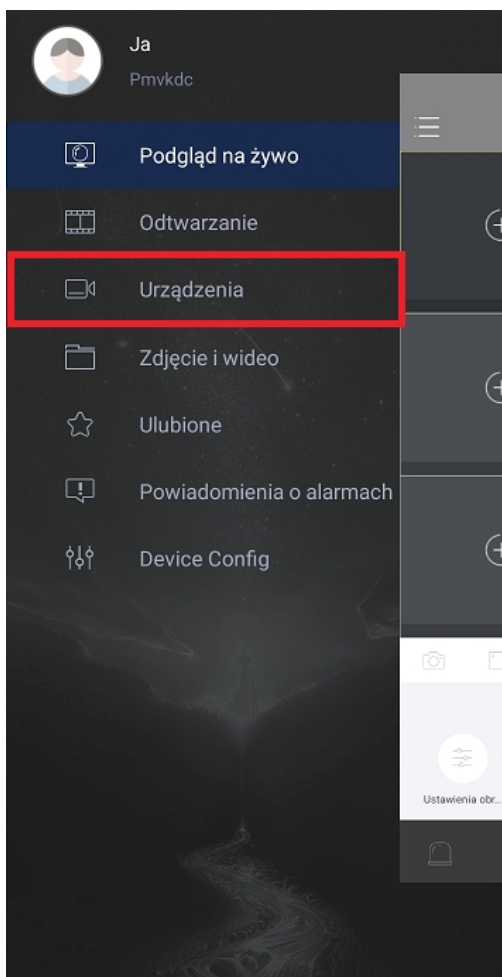 Ja
Pmvkdc
Podgląd na żywo
Odtwarzanie
Urządzenia
Zdjęcie i wideo
Ulubione
Powiadomienia o alarmach
Device Config
Ustawienia obr...